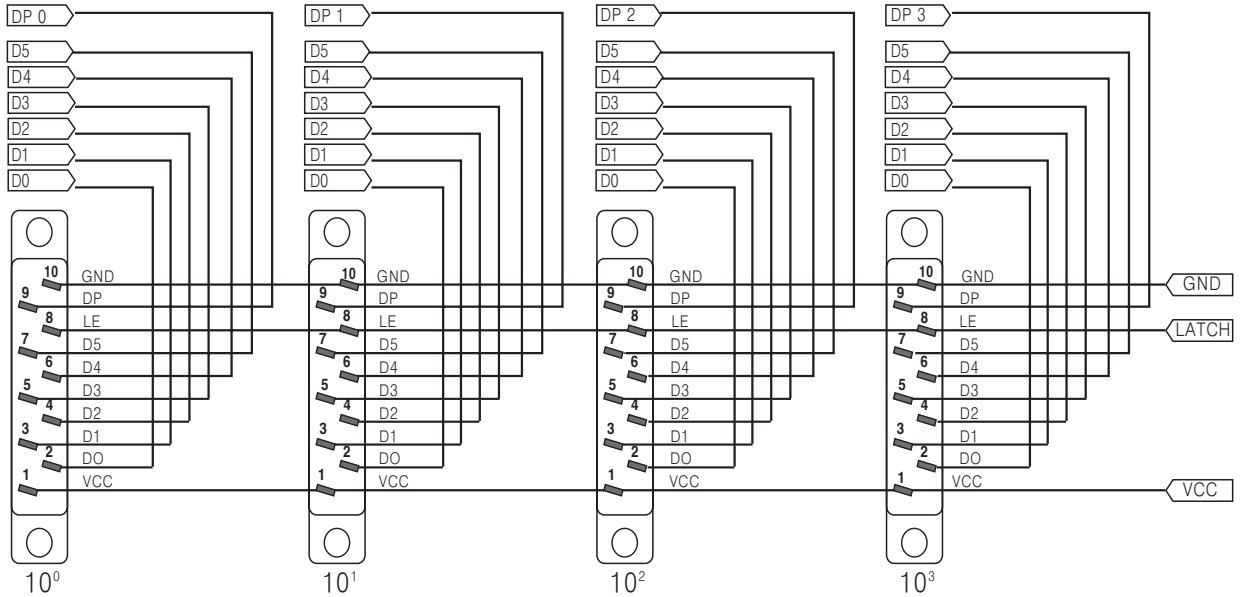 DP 0 DP 1 DP 2 DP 3
D5 D5 D5 D5
D4 D4 D4 D4
D3 D3 D3 D3
D2 D2 D2 D2
D1 D1 D1 D1
D0 D0 D0 D0
10 GND 10 GND 10 GND 10 GND GND
9 DP 9 DP 9 DP 9 DP
8 LE 8 LE 8 LE 8 LE LATCH
7 D5 7 D5 7 D5 7 D5
6 D4 6 D4 6 D4 6 D4
5 D3 5 D3 5 D3 5 D3
4 D2 4 D2 4 D2 4 D2
3 D1 3 D1 3 D1 3 D1
2 DO 2 DO 2 DO 2 DO
1 VCC 1 VCC 1 VCC 1 VCC VCC
10⁰ 10¹ 10² 10³